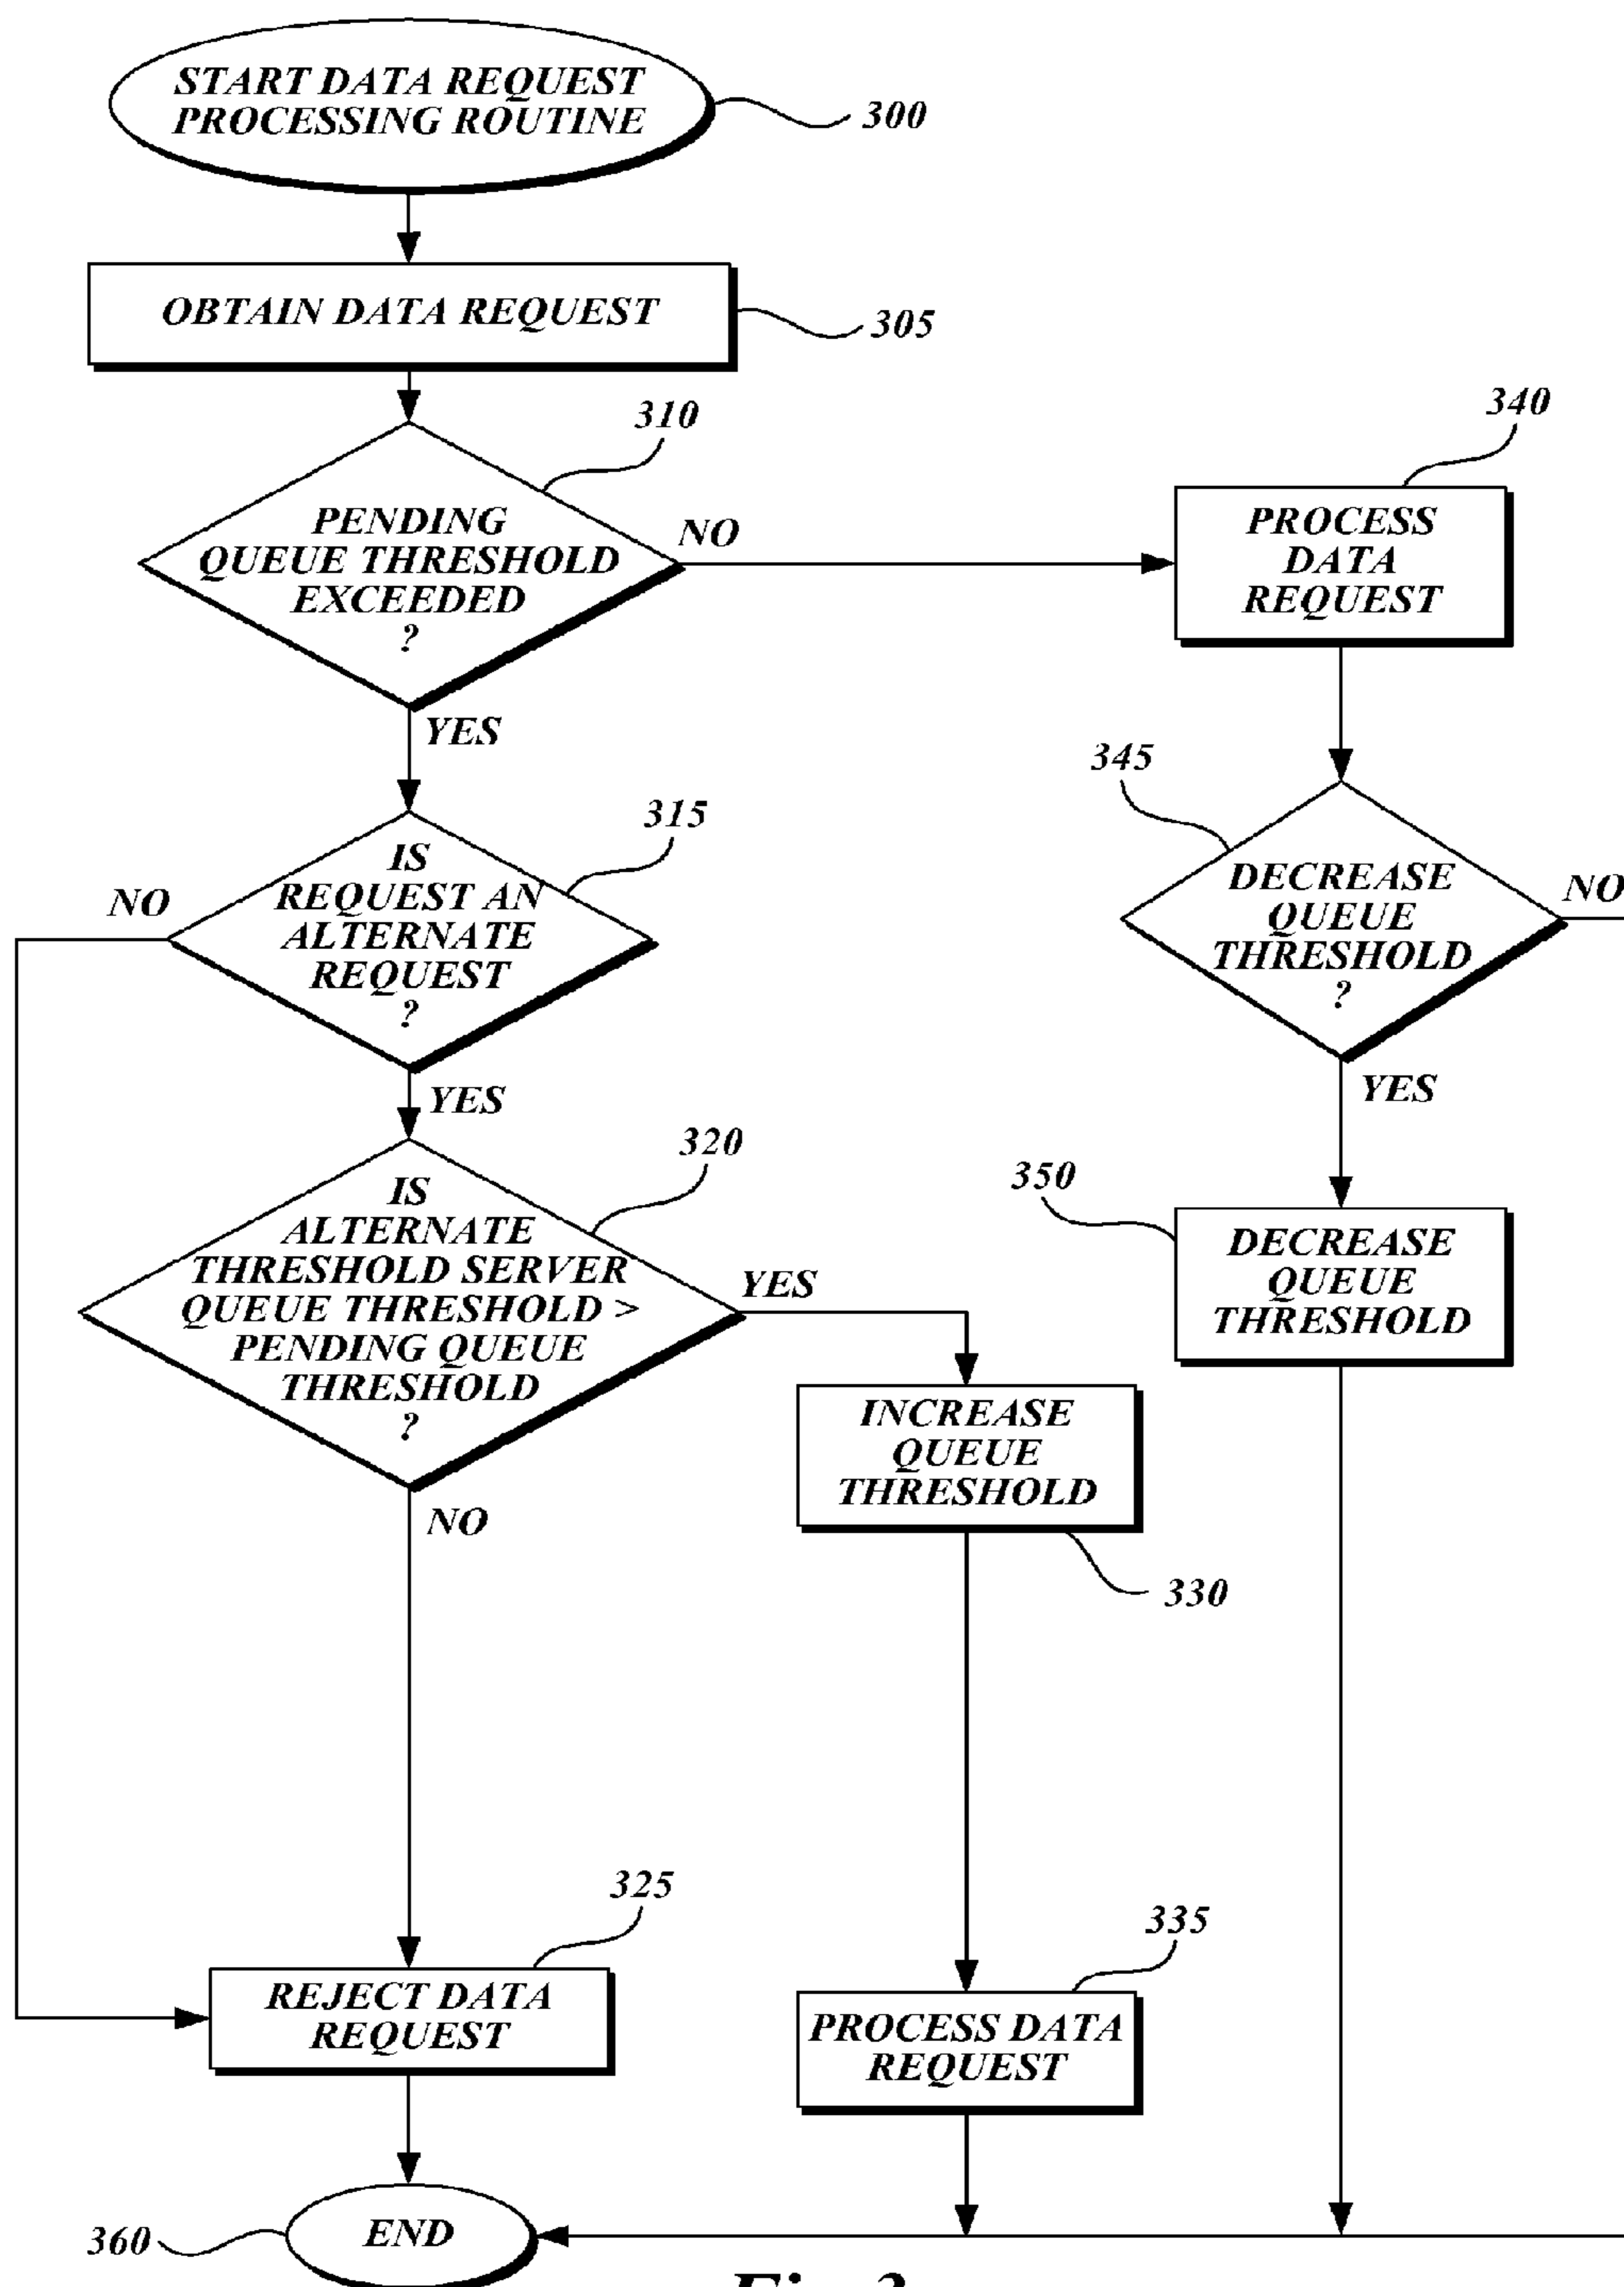 START DATA REQUEST
PROCESSING ROUTINE
300
OBTAIN DATA REQUEST
305
310
PENDING
QUEUE THRESHOLD
EXCEEDED
?
NO
YES
340
PROCESS
DATA
REQUEST
315
IS
REQUEST AN
ALTERNATE
REQUEST
?
NO
YES
345
DECREASE
QUEUE
THRESHOLD
?
NO
YES
320
IS
ALTERNATE
THRESHOLD SERVER
QUEUE THRESHOLD >
PENDING QUEUE
THRESHOLD
?
YES
NO
350
DECREASE
QUEUE
THRESHOLD
INCREASE
QUEUE
THRESHOLD
330
325
REJECT DATA
REQUEST
335
PROCESS DATA
REQUEST
360
END